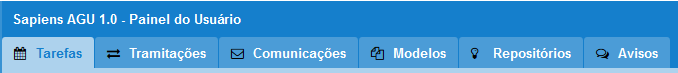 Sapiens AGU 1.0 - Painel do Usuário
Tarefas Tramitações Comunicações Modelos Repositórios Avisos